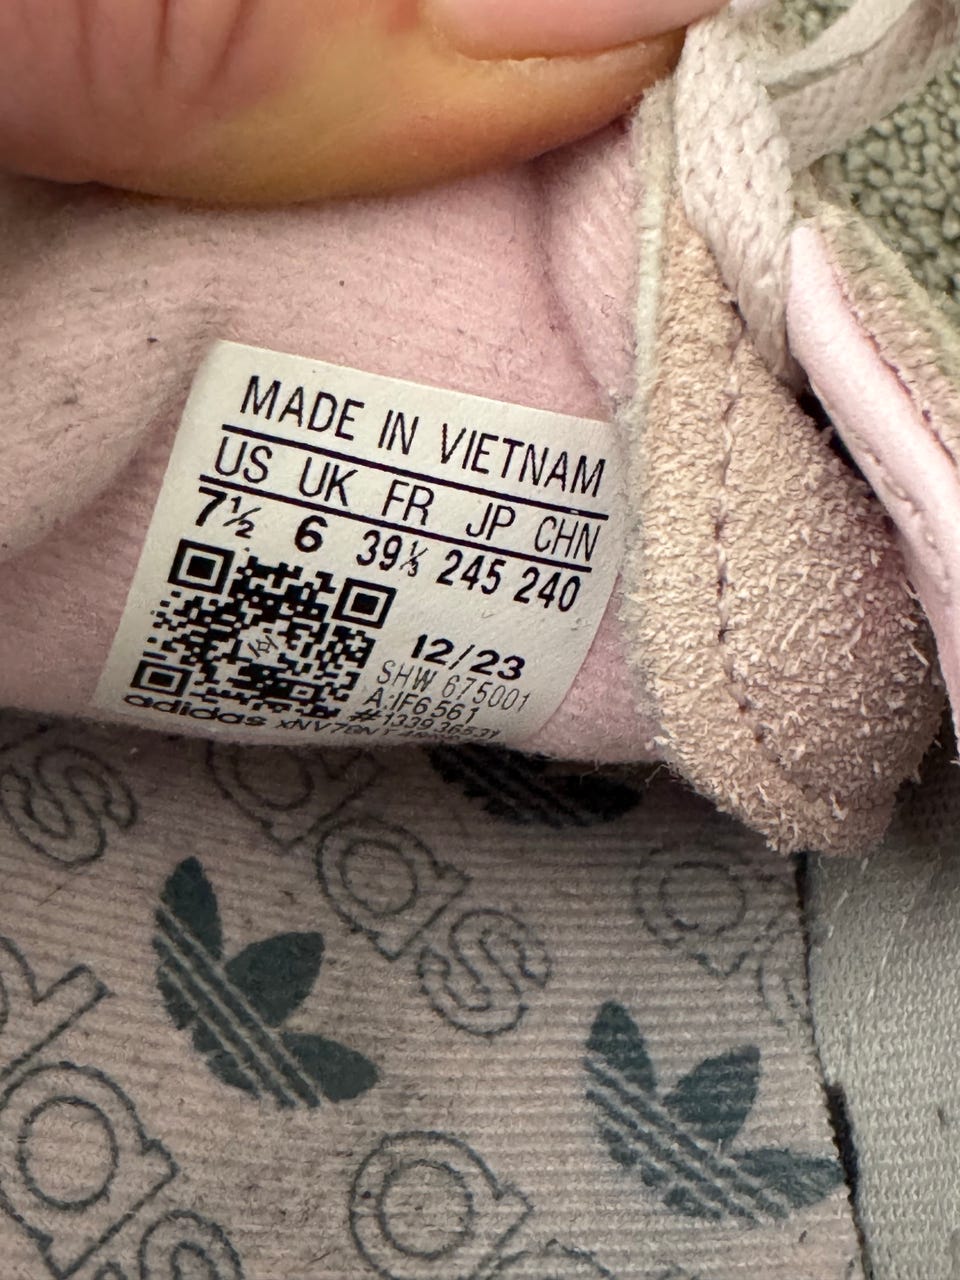 MADE IN VIETNAM
US UK FR JP CHN
7½ 6 39⅓ 245 240
12/23
SHW 675001
A:IF6561
adidas
adidas